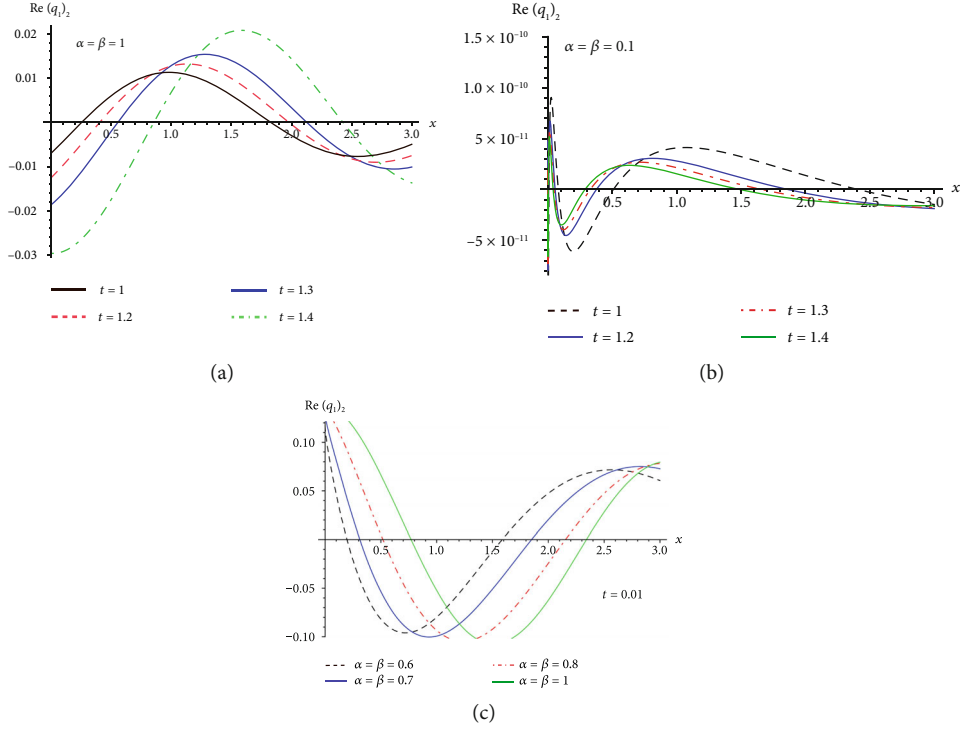 Re (q₁)₂
0.02
α = β = 1
0.01
x
0.5 1.0 1.5 2.0 2.5 3.0
−0.01
−0.02
−0.03
t = 1
t = 1.3
t = 1.2
t = 1.4
(a)
Re (q₁)₂
1.5 × 10⁻¹⁰
α = β = 0.1
1.0 × 10⁻¹⁰
5 × 10⁻¹¹
x
0.5 1.0 1.5 2.0 2.5 3.0
−5 × 10⁻¹¹
t = 1
t = 1.3
t = 1.2
t = 1.4
(b)
Re (q₁)₂
0.10
0.05
x
0.5 1.0 1.5 2.0 2.5 3.0
−0.05
t = 0.01
−0.10
α = β = 0.6
α = β = 0.8
α = β = 0.7
α = β = 1
(c)